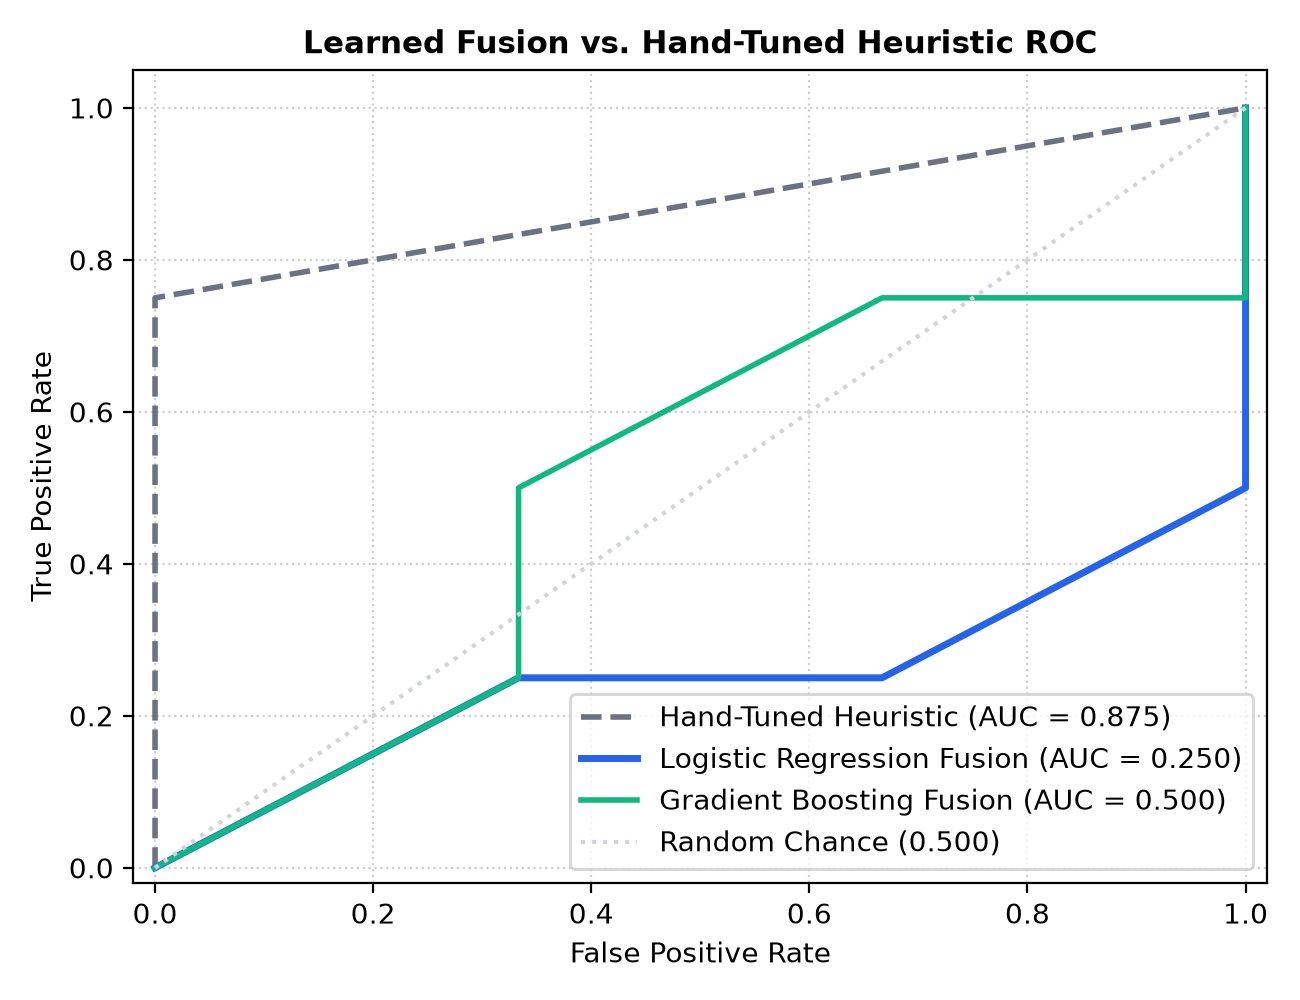 Learned Fusion vs. Hand-Tuned Heuristic ROC
1.0
0.8
0.6
0.4
0.2
0.0
True Positive Rate
Hand-Tuned Heuristic (AUC = 0.875)
Logistic Regression Fusion (AUC = 0.250)
Gradient Boosting Fusion (AUC = 0.500)
Random Chance (0.500)
0.0 0.2 0.4 0.6 0.8 1.0
False Positive Rate